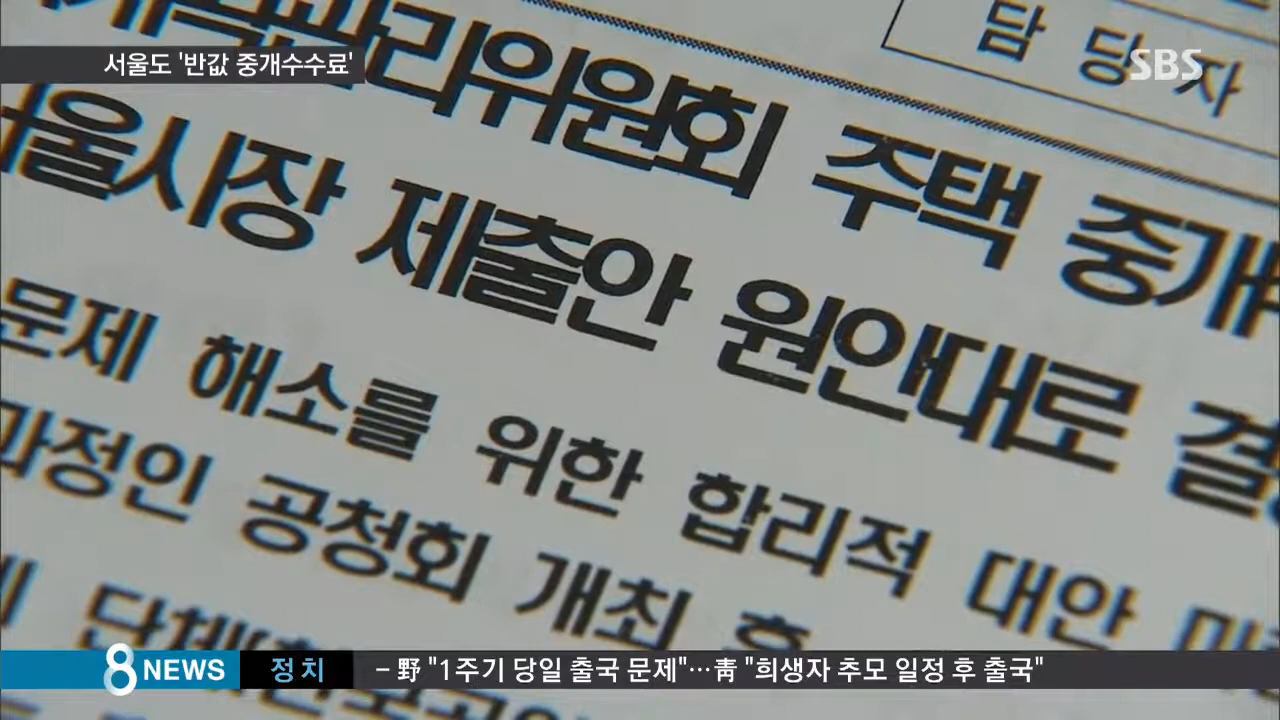 서울도 '반값 중개수수료'
SBS
담당자
관리위원회 주택 중개
서울시장 제출안 원안대로 결
문제 해소를 위한 합리적 대안
과정인 공청회 개최 후
8 NEWS 정치 - 野 "1주기 당일 출국 문제"…靑 "희생자 추모 일정 후 출국"